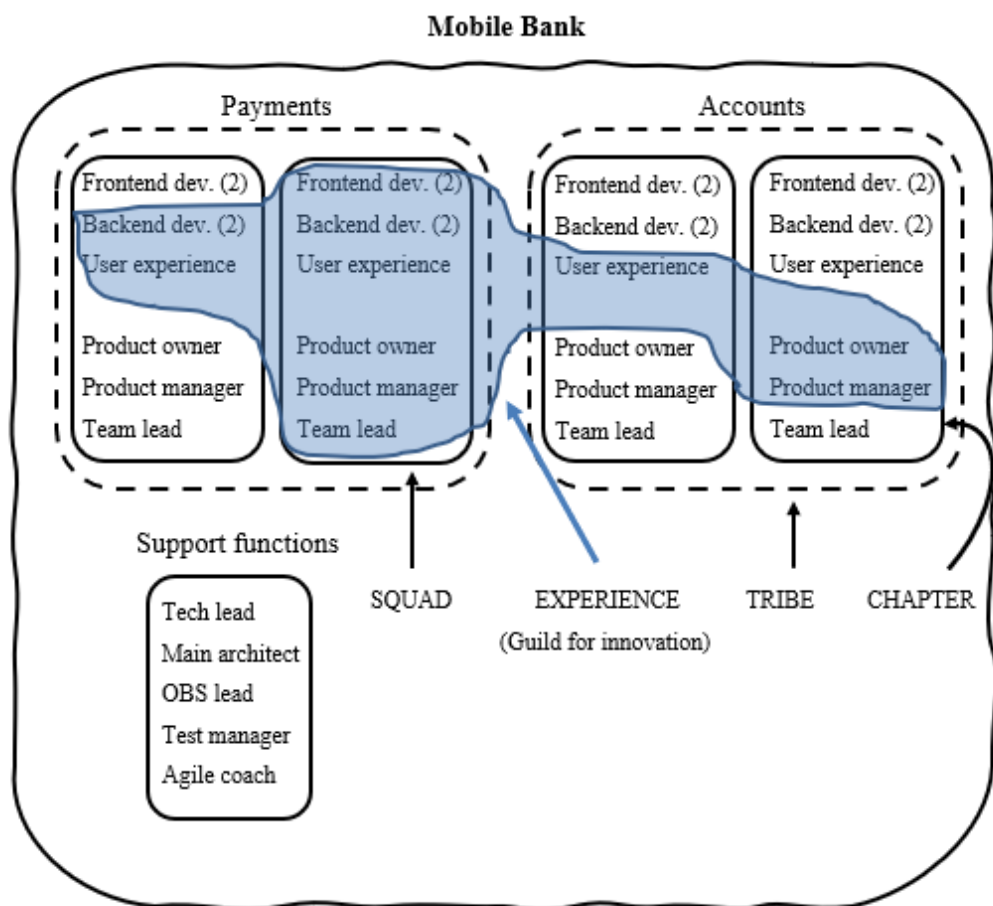 Mobile Bank
Payments
Frontend dev. (2)
Backend dev. (2)
User experience
Product owner
Product manager
Team lead
Frontend dev. (2)
Backend dev. (2)
User experience
Product owner
Product manager
Team lead
Accounts
Frontend dev. (2)
Backend dev. (2)
User experience
Product owner
Product manager
Team lead
Frontend dev. (2)
Backend dev. (2)
User experience
Product owner
Product manager
Team lead
Support functions
Tech lead
Main architect
OBS lead
Test manager
Agile coach
SQUAD
EXPERIENCE
(Guild for innovation)
TRIBE
CHAPTER